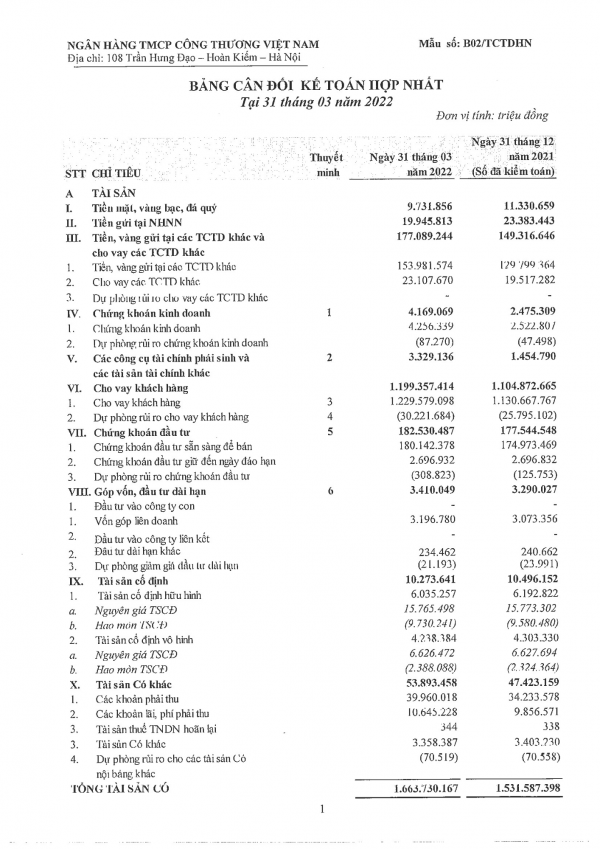 NGÂN HÀNG TMCP CÔNG THƯƠNG VIỆT NAM Mẫu số: B02/TCTDHN
Địa chỉ: 108 Trần Hưng Đạo – Hoàn Kiếm – Hà Nội
BẢNG CÂN ĐỐI KẾ TOÁN HỢP NHẤT
Tại 31 tháng 03 năm 2022
Đơn vị tính: triệu đồng
STT CHỈ TIÊU Thuyết minh Ngày 31 tháng 03 năm 2022 Ngày 31 tháng 12 năm 2021 (Số đã kiểm toán)
A TÀI SẢN
I. Tiền mặt, vàng bạc, đá quý 9.731.856 11.330.659
II. Tiền gửi tại NHNN 19.945.813 23.383.443
III. Tiền, vàng gửi tại các TCTD khác và 177.089.244 149.316.646
cho vay các TCTD khác
1. Tiền, vàng gửi tại các TCTD khác 153.981.574 129.799.364
2. Cho vay các TCTD khác 23.107.670 19.517.282
3. Dự phòng rủi ro cho vay các TCTD khác - -
IV. Chứng khoán kinh doanh 1 4.169.069 2.475.309
1. Chứng khoán kinh doanh 4.256.339 2.522.807
2. Dự phòng rủi ro chứng khoán kinh doanh (87.270) (47.498)
V. Các công cụ tài chính phái sinh và 2 3.329.136 1.454.790
các tài sản tài chính khác
VI. Cho vay khách hàng 1.199.357.414 1.104.872.665
1. Cho vay khách hàng 3 1.229.579.098 1.130.667.767
2. Dự phòng rủi ro cho vay khách hàng 4 (30.221.684) (25.795.102)
VII. Chứng khoán đầu tư 5 182.530.487 177.544.548
1. Chứng khoán đầu tư sẵn sàng để bán 180.142.378 174.973.469
2. Chứng khoán đầu tư giữ đến ngày đáo hạn 2.696.932 2.696.832
3. Dự phòng rủi ro chứng khoán đầu tư (308.823) (125.753)
VIII. Góp vốn, đầu tư dài hạn 6 3.410.049 3.290.027
1. Đầu tư vào công ty con - -
1. Vốn góp liên doanh 3.196.780 3.073.356
2. Đầu tư vào công ty liên kết - -
2. Đầu tư dài hạn khác 234.462 240.662
3. Dự phòng giảm giá đầu tư dài hạn (21.193) (23.991)
IX. Tài sản cố định 10.273.641 10.496.152
1. Tài sản cố định hữu hình 6.035.257 6.192.822
a. Nguyên giá TSCĐ 15.765.498 15.773.302
b. Hao mòn TSCĐ (9.730.241) (9.580.480)
2. Tài sản cố định vô hình 4.238.384 4.303.330
a. Nguyên giá TSCĐ 6.626.472 6.627.694
b. Hao mòn TSCĐ (2.388.088) (2.324.364)
X. Tài sản Có khác 53.893.458 47.423.159
1. Các khoản phải thu 39.960.018 34.233.578
2. Các khoản lãi, phí phải thu 10.645.228 9.856.571
3. Tài sản thuế TNDN hoãn lại 344 338
3. Tài sản Có khác 3.358.387 3.403.230
4. Dự phòng rủi ro cho các tài sản Có (70.519) (70.558)
nội bảng khác
TỔNG TÀI SẢN CÓ 1.663.730.167 1.531.587.398
1